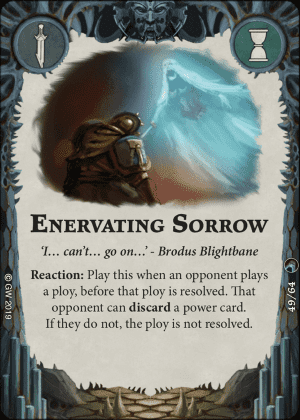 ENERVATING SORROW
‘I… can’t… go on…’ - Brodus Blightbane
Reaction: Play this when an opponent plays
a ploy, before that ploy is resolved. That
opponent can discard a power card.
If they do not, the ploy is not resolved.
© GW 2019
49/64